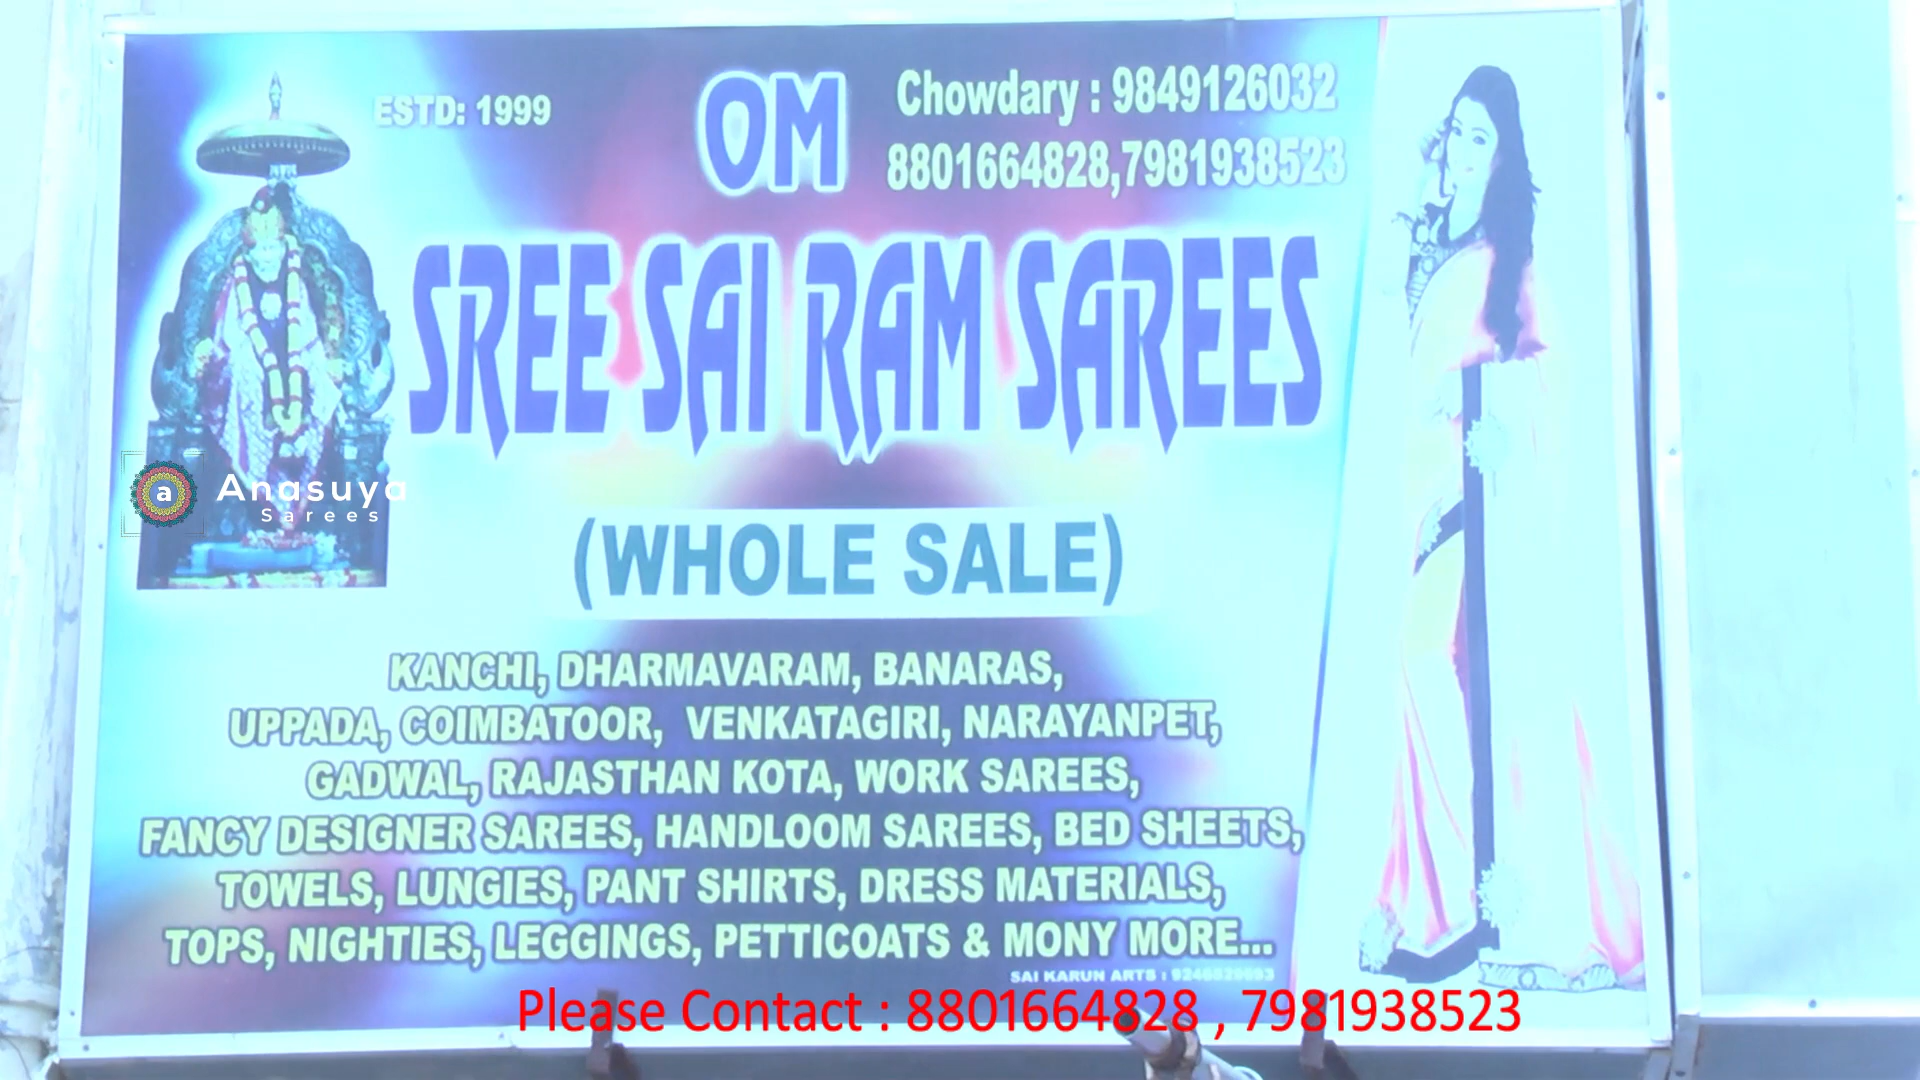 ESTD: 1999
OM
Chowdary : 9849126032
8801664828,7981938523
SREE SAI RAM SAREES
a
Anasuya
Sarees
(WHOLE SALE)
KANCHI, DHARMAVARAM, BANARAS,
UPPADA, COIMBATOOR, VENKATAGIRI, NARAYANPET,
GADWAL, RAJASTHAN KOTA, WORK SAREES,
FANCY DESIGNER SAREES, HANDLOOM SAREES, BED SHEETS,
TOWELS, LUNGIES, PANT SHIRTS, DRESS MATERIALS,
TOPS, NIGHTIES, LEGGINGS, PETTICOATS & MONY MORE...
SAI KARUN ARTS :
Please Contact : 8801664828 , 7981938523